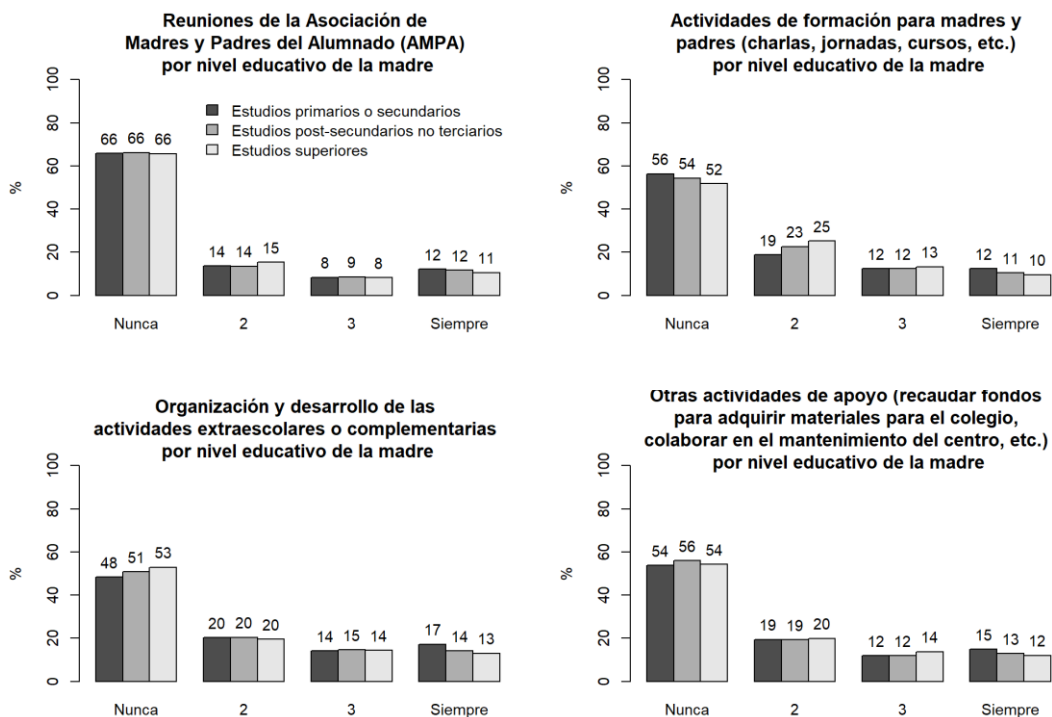 Reuniones de la Asociación de
Madres y Padres del Alumnado (AMPA)
por nivel educativo de la madre
100
80
60
40
20
0
%
Estudios primarios o secundarios
Estudios post-secundarios no terciarios
Estudios superiores
66 66 66
14 14 15
8 9 8
12 12 11
Nunca 2 3 Siempre
Actividades de formación para madres y
padres (charlas, jornadas, cursos, etc.)
por nivel educativo de la madre
100
80
60
40
20
0
%
56 54 52
19 23 25
12 12 13
12 11 10
Nunca 2 3 Siempre
Organización y desarrollo de las
actividades extraescolares o complementarias
por nivel educativo de la madre
100
80
60
40
20
0
%
48 51 53
20 20 20
14 15 14
17 14 13
Nunca 2 3 Siempre
Otras actividades de apoyo (recaudar fondos
para adquirir materiales para el colegio,
colaborar en el mantenimiento del centro, etc.)
por nivel educativo de la madre
100
80
60
40
20
0
%
54 56 54
19 19 20
12 12 14
15 13 12
Nunca 2 3 Siempre